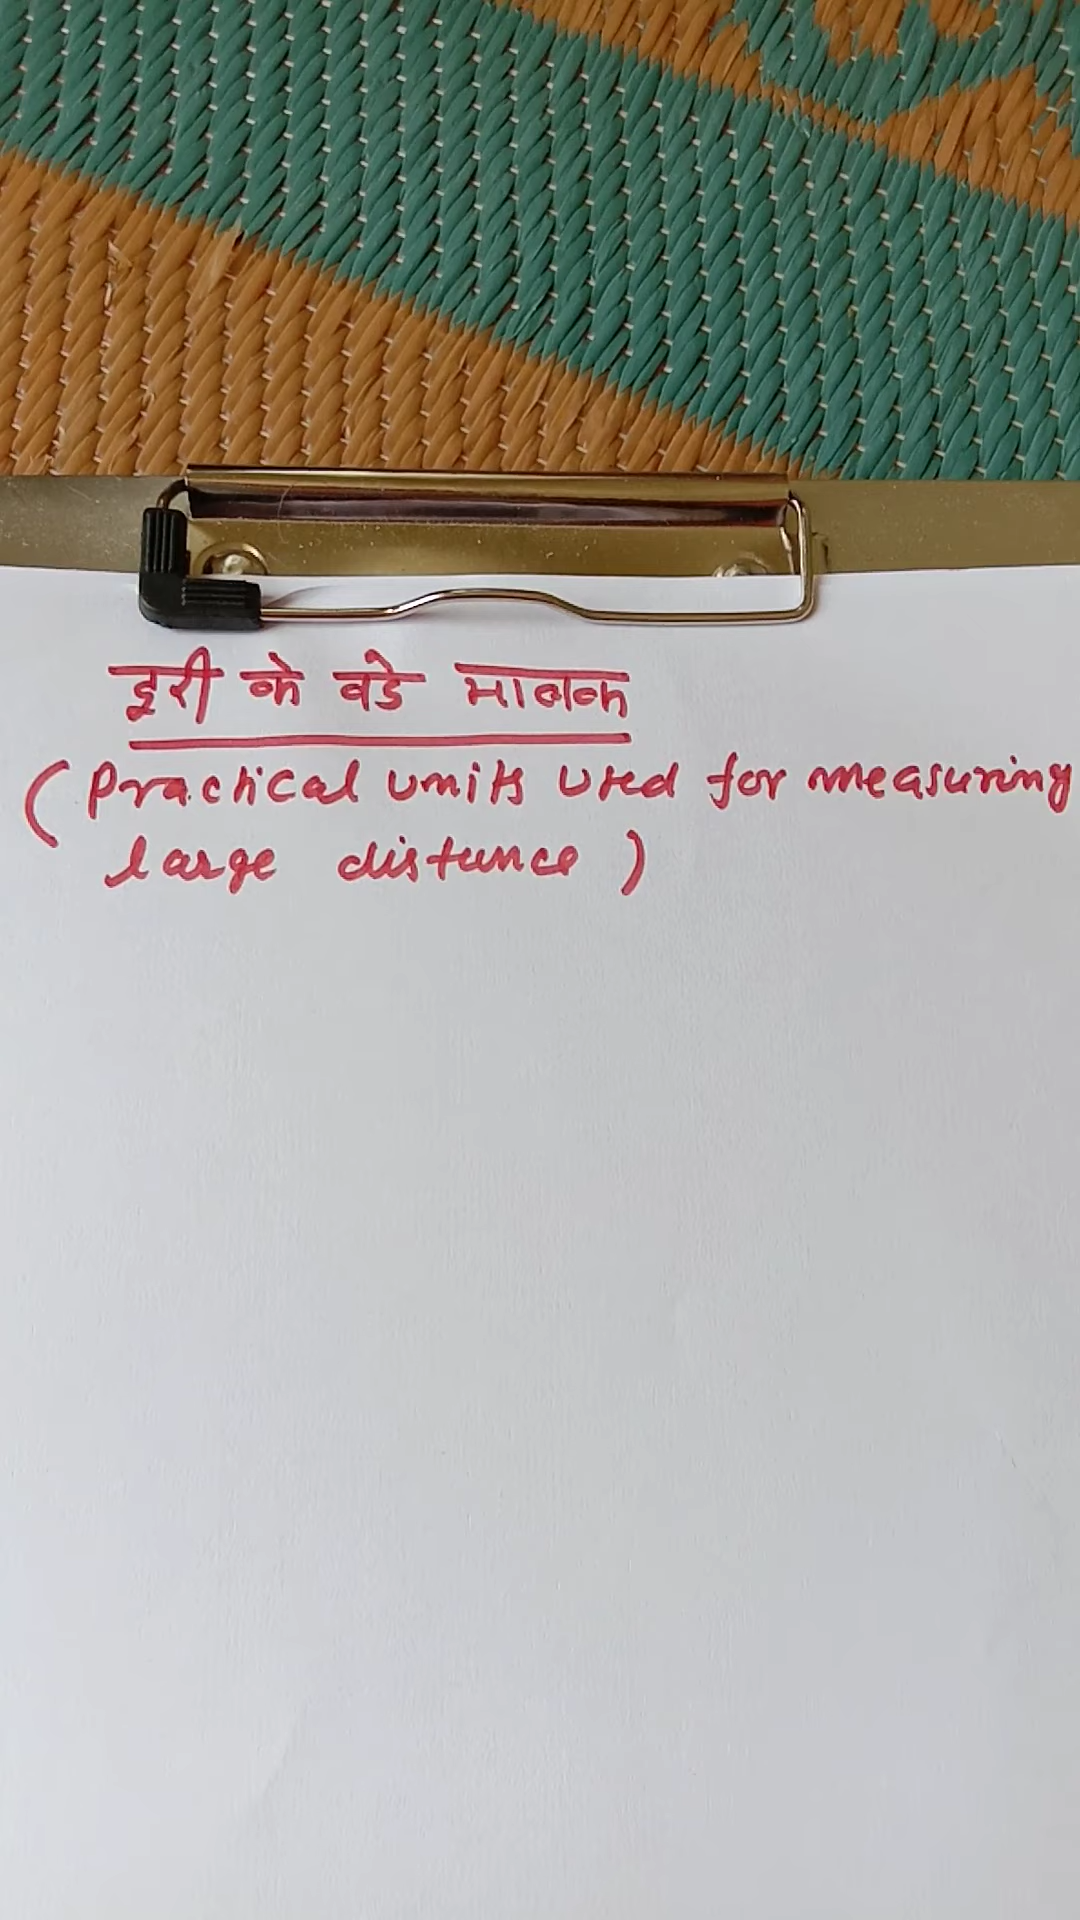 दूरी के बडे मात्रक
(Practical units used for measuring
large distance)